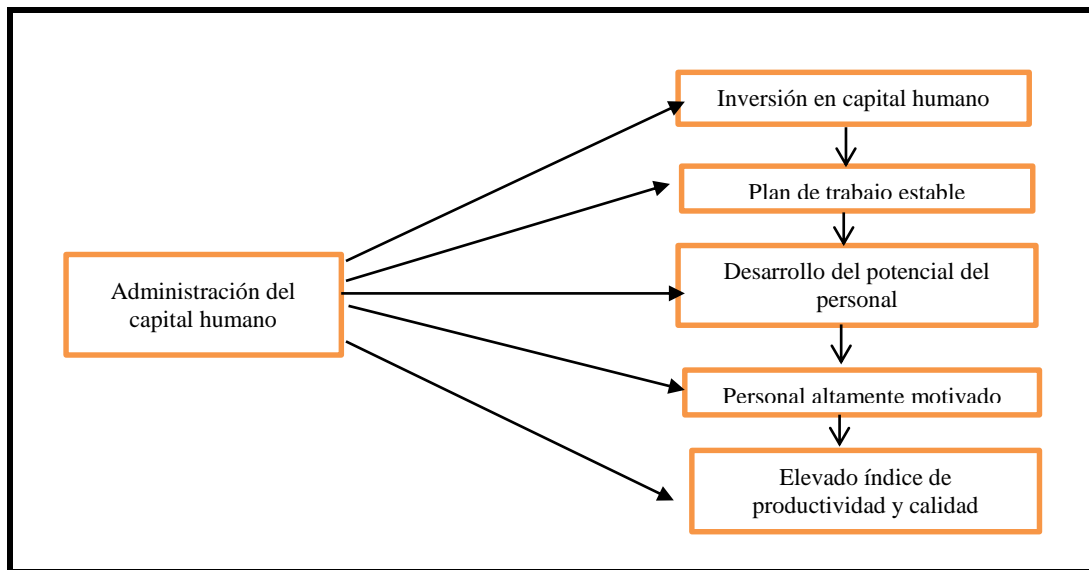 Inversión en capital humano
Plan de trabajo estable
Administración del
capital humano
Desarrollo del potencial del
personal
Personal altamente motivado
Elevado índice de
productividad y calidad